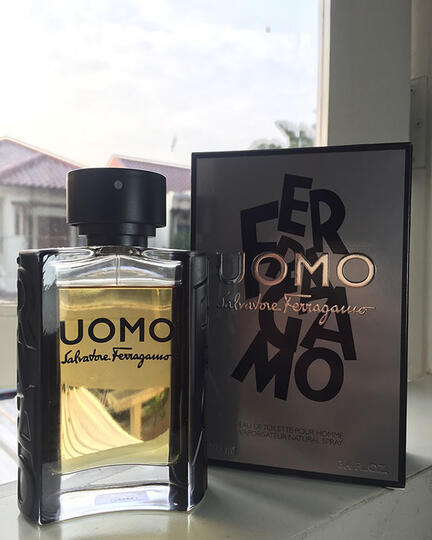 UOMO
Salvatore Ferragamo
FERRAGAMO
UOMO
Salvatore Ferragamo
EAU DE TOILETTE POUR HOMME
VAPORISATEUR NATURAL SPRAY